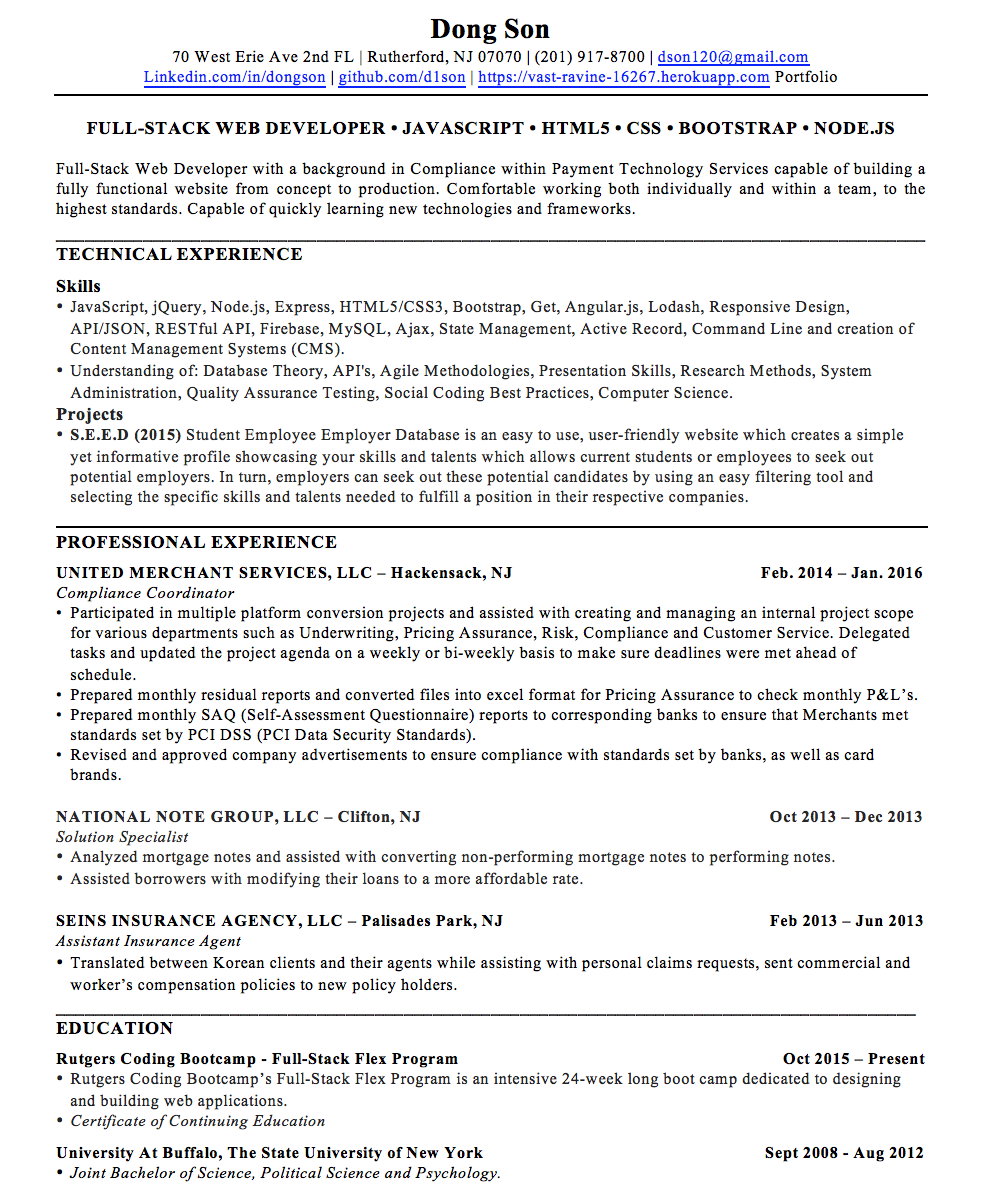 Dong Son
70 West Erie Ave 2nd FL | Rutherford, NJ 07070 | (201) 917-8700 | dson120@gmail.com
Linkedin.com/in/dongson | github.com/d1son | https://vast-ravine-16267.herokuapp.com Portfolio
FULL-STACK WEB DEVELOPER • JAVASCRIPT • HTML5 • CSS • BOOTSTRAP • NODE.JS
Full-Stack Web Developer with a background in Compliance within Payment Technology Services capable of building a
fully functional website from concept to production. Comfortable working both individually and within a team, to the
highest standards. Capable of quickly learning new technologies and frameworks.
TECHNICAL EXPERIENCE
Skills
• JavaScript, jQuery, Node.js, Express, HTML5/CSS3, Bootstrap, Get, Angular.js, Lodash, Responsive Design,
API/JSON, RESTful API, Firebase, MySQL, Ajax, State Management, Active Record, Command Line and creation of
Content Management Systems (CMS).
• Understanding of: Database Theory, API's, Agile Methodologies, Presentation Skills, Research Methods, System
Administration, Quality Assurance Testing, Social Coding Best Practices, Computer Science.
Projects
• S.E.E.D (2015) Student Employee Employer Database is an easy to use, user-friendly website which creates a simple
yet informative profile showcasing your skills and talents which allows current students or employees to seek out
potential employers. In turn, employers can seek out these potential candidates by using an easy filtering tool and
selecting the specific skills and talents needed to fulfill a position in their respective companies.
PROFESSIONAL EXPERIENCE
UNITED MERCHANT SERVICES, LLC – Hackensack, NJ Feb. 2014 – Jan. 2016
Compliance Coordinator
• Participated in multiple platform conversion projects and assisted with creating and managing an internal project scope
for various departments such as Underwriting, Pricing Assurance, Risk, Compliance and Customer Service. Delegated
tasks and updated the project agenda on a weekly or bi-weekly basis to make sure deadlines were met ahead of
schedule.
• Prepared monthly residual reports and converted files into excel format for Pricing Assurance to check monthly P&L’s.
• Prepared monthly SAQ (Self-Assessment Questionnaire) reports to corresponding banks to ensure that Merchants met
standards set by PCI DSS (PCI Data Security Standards).
• Revised and approved company advertisements to ensure compliance with standards set by banks, as well as card
brands.
NATIONAL NOTE GROUP, LLC – Clifton, NJ Oct 2013 – Dec 2013
Solution Specialist
• Analyzed mortgage notes and assisted with converting non-performing mortgage notes to performing notes.
• Assisted borrowers with modifying their loans to a more affordable rate.
SEINS INSURANCE AGENCY, LLC – Palisades Park, NJ Feb 2013 – Jun 2013
Assistant Insurance Agent
• Translated between Korean clients and their agents while assisting with personal claims requests, sent commercial and
worker’s compensation policies to new policy holders.
EDUCATION
Rutgers Coding Bootcamp - Full-Stack Flex Program Oct 2015 – Present
• Rutgers Coding Bootcamp’s Full-Stack Flex Program is an intensive 24-week long boot camp dedicated to designing
and building web applications.
• Certificate of Continuing Education
University At Buffalo, The State University of New York Sept 2008 - Aug 2012
• Joint Bachelor of Science, Political Science and Psychology.